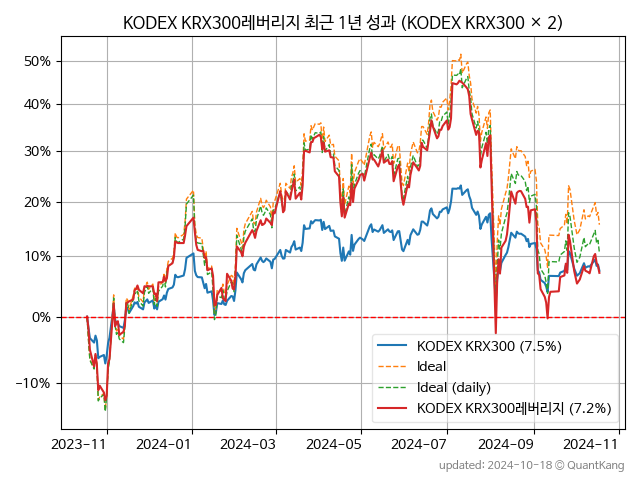 KODEX KRX300레버리지 최근 1년 성과 (KODEX KRX300 × 2)
50%
40%
30%
20%
10%
0%
−10%
KODEX KRX300 (7.5%)
Ideal
Ideal (daily)
KODEX KRX300레버리지 (7.2%)
2023-11 2024-01 2024-03 2024-05 2024-07 2024-09 2024-11
updated: 2024-10-18 © QuantKang